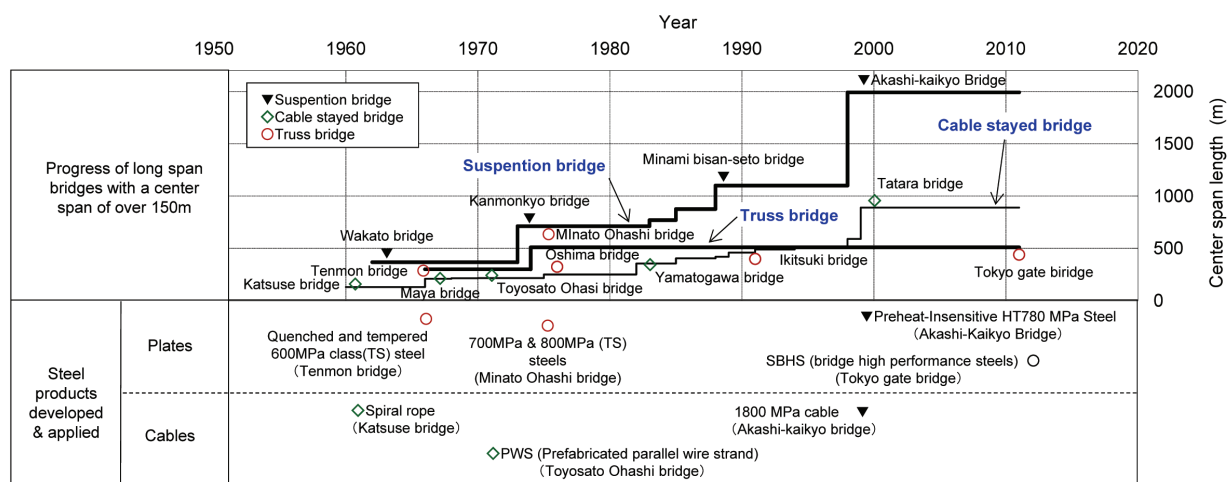 Year
1950 1960 1970 1980 1990 2000 2010 2020
Suspention bridge
Cable stayed bridge
Truss bridge
Progress of long span
bridges with a center
span of over 150m
Akashi-kaikyo Bridge
Cable stayed bridge
Suspention bridge
Minami bisan-seto bridge
Tatara bridge
Kanmonkyo bridge
Truss bridge
Wakato bridge
MInato Ohashi bridge
Oshima bridge
Tenmon bridge
Ikitsuki bridge
Katsuse bridge
Maya bridge
Toyosato Ohasi bridge
Yamatogawa bridge
Tokyo gate bridge
2000
1500
1000
500
0
Center span length (m)
Steel
products
developed
& applied
Plates
Quenched and tempered
600MPa class(TS) steel
(Tenmon bridge)
700MPa & 800MPa (TS)
steels
(Minato Ohashi bridge)
Preheat-Insensitive HT780 MPa Steel
(Akashi-Kaikyo Bridge)
SBHS (bridge high performance steels)
(Tokyo gate bridge)
Cables
Spiral rope
(Katsuse bridge)
1800 MPa cable
(Akashi-kaikyo bridge)
PWS (Prefabricated parallel wire strand)
(Toyosato Ohashi bridge)